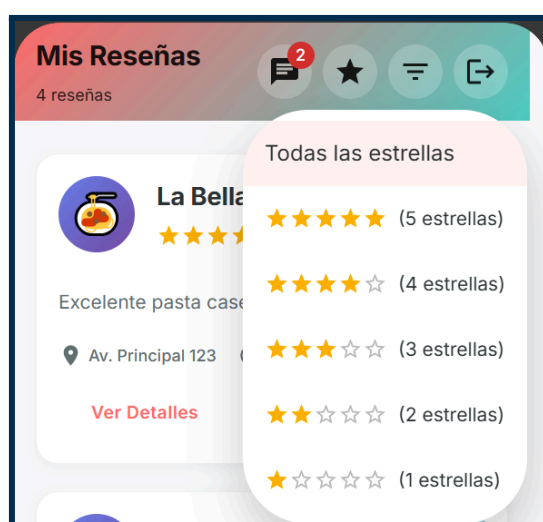 Mis Reseñas
4 reseñas
2
Todas las estrellas
(5 estrellas)
(4 estrellas)
(3 estrellas)
(2 estrellas)
(1 estrellas)
La Bella
Excelente pasta case
Av. Principal 123
Ver Detalles